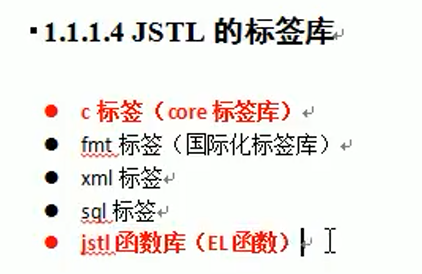 1.1.1.4 JSTL 的标签库
c 标签（core 标签库）
fmt 标签（国际化标签库）
xml 标签
sql 标签
jstl 函数库（EL 函数）